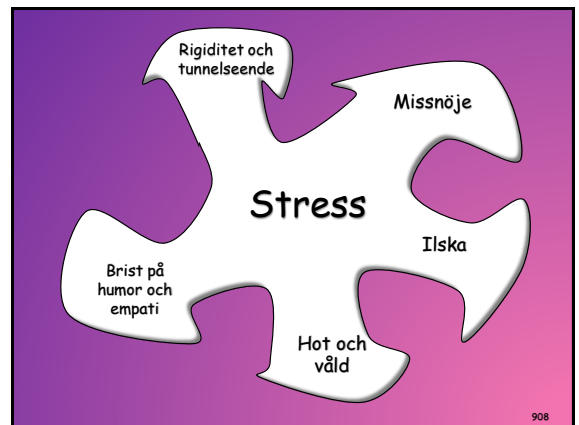 Rigiditet och
tunnelseende
Missnöje
Stress
Ilska
Brist på
humor och
empati
Hot och
våld
908